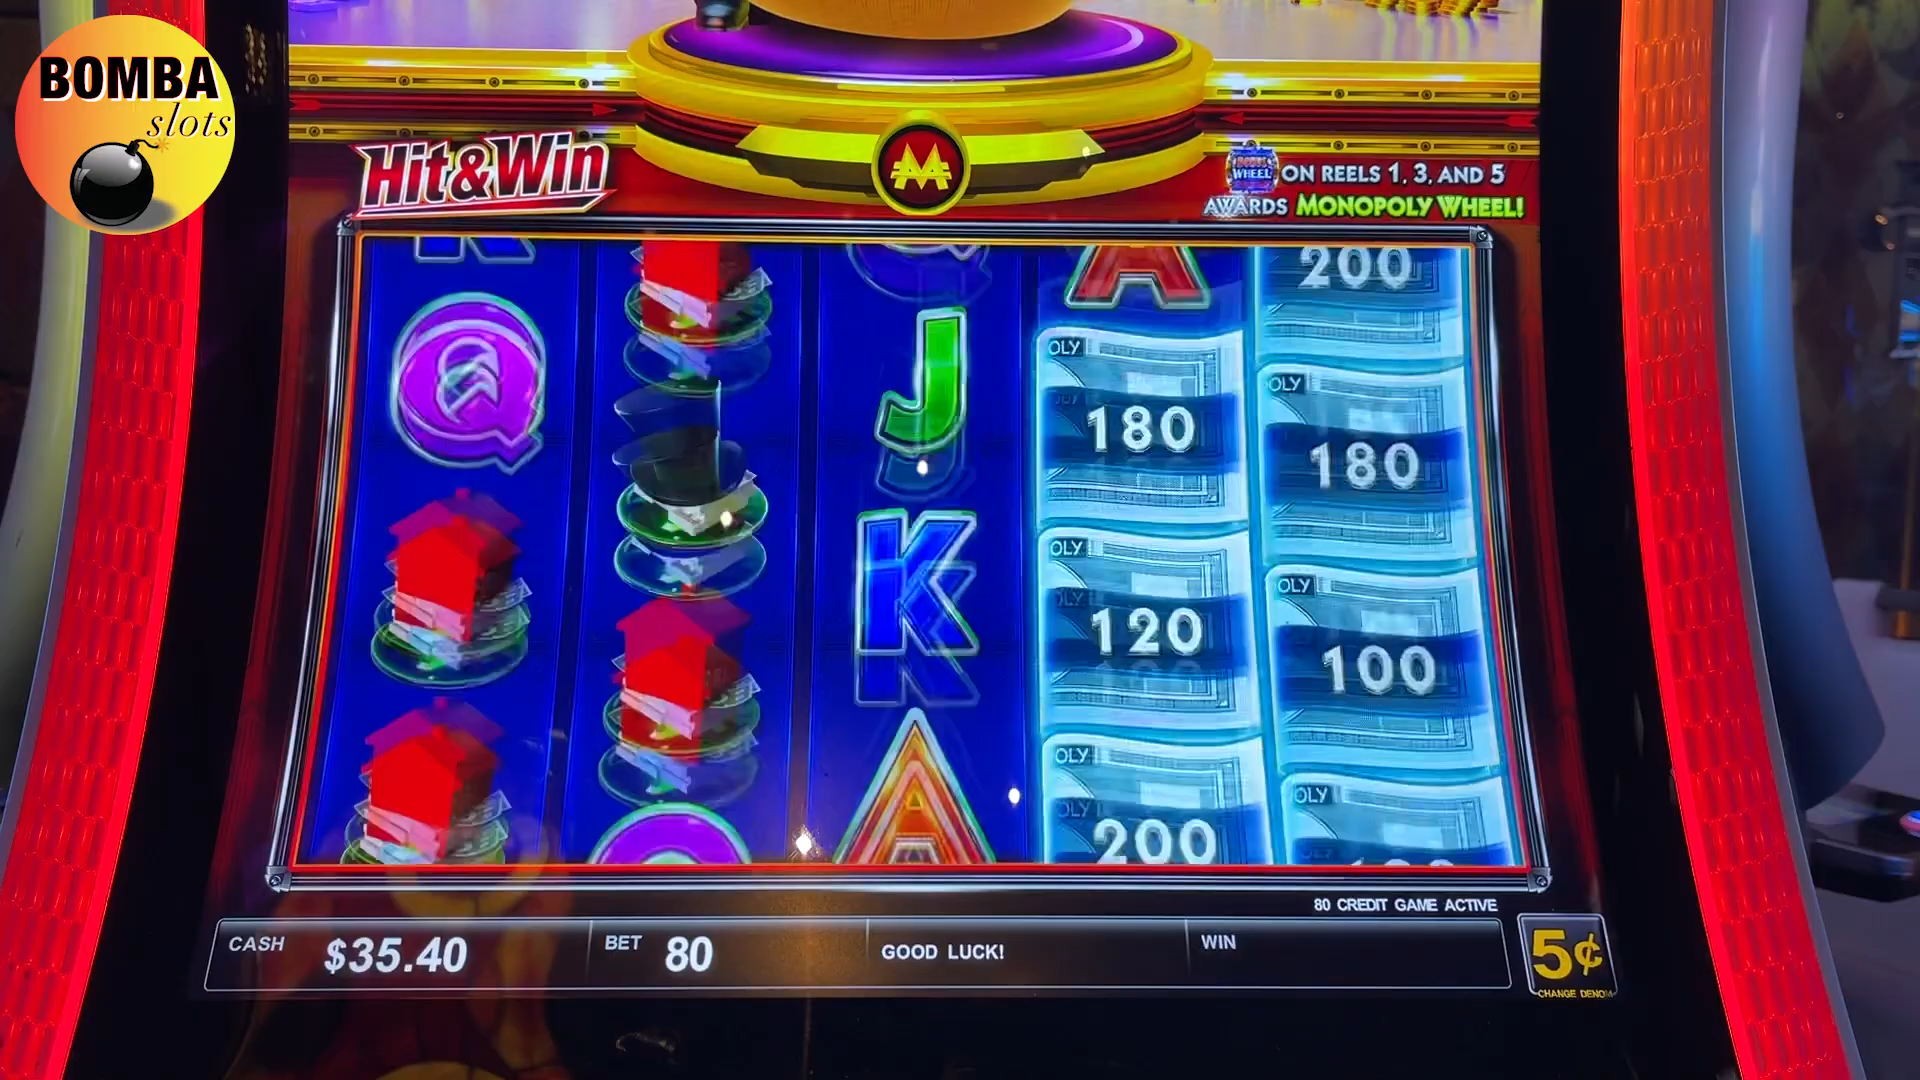 BOMBA
slots
Hit&Win
BONUS
WHEEL
ON REELS 1, 3, AND 5
AWARDS MONOPOLY WHEEL!
K
Q
J
K
A
A
200
OLY
180
OLY
180
OLY
120
OLY
100
OLY
200
OLY
80 CREDIT GAME ACTIVE
CASH $35.40
BET 80
GOOD LUCK!
WIN
5¢
CHANGE DENOM